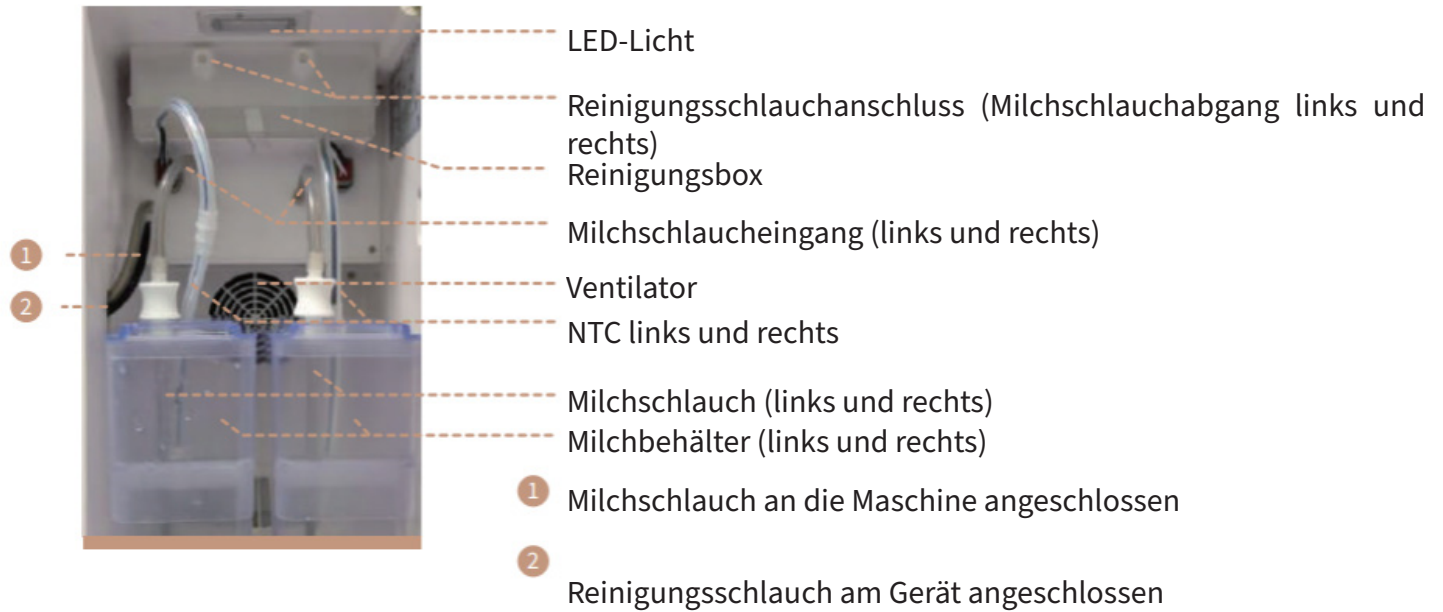 LED-Licht
Reinigungsschlauchanschluss (Milchschlauchabgang links und
rechts)
Reinigungsbox
Milchschlaucheingang (links und rechts)
1
2
Ventilator
NTC links und rechts
Milchschlauch (links und rechts)
Milchbehälter (links und rechts)
1 Milchschlauch an die Maschine angeschlossen
2
Reinigungsschlauch am Gerät angeschlossen